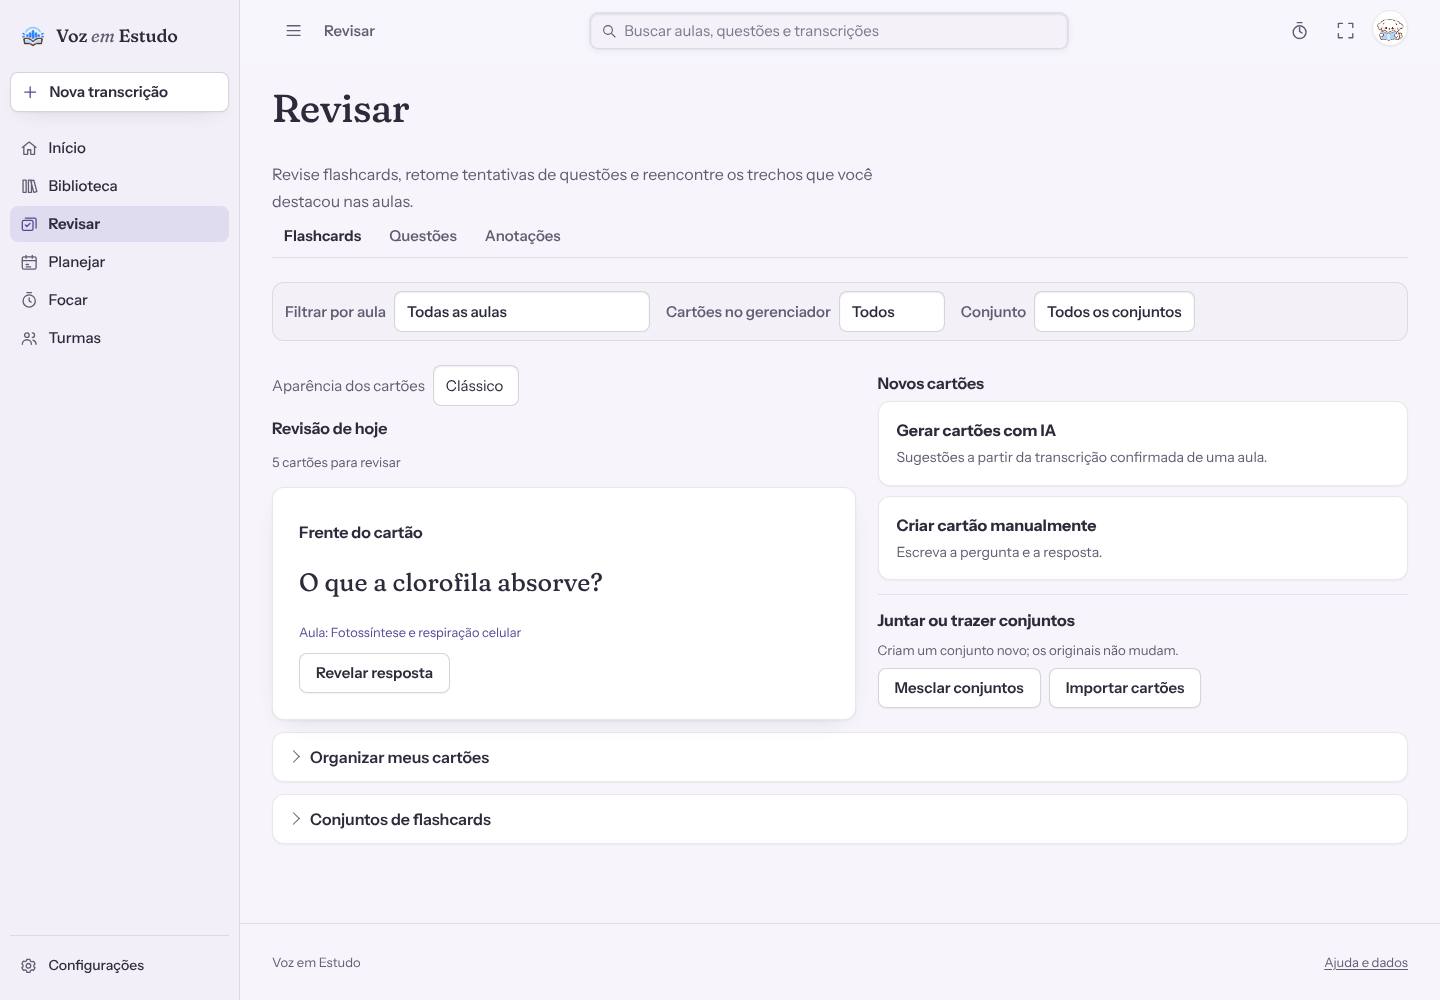 Voz em Estudo
Nova transcrição
Início
Biblioteca
Revisar
Planejar
Focar
Turmas
Configurações
Revisar
Buscar aulas, questões e transcrições
Revisar
Revise flashcards, retome tentativas de questões e reencontre os trechos que você
destacou nas aulas.
Flashcards Questões Anotações
Filtrar por aula Todas as aulas Cartões no gerenciador Todos Conjunto Todos os conjuntos
Aparência dos cartões Clássico
Revisão de hoje
5 cartões para revisar
Frente do cartão
O que a clorofila absorve?
Aula: Fotossíntese e respiração celular
Revelar resposta
Novos cartões
Gerar cartões com IA
Sugestões a partir da transcrição confirmada de uma aula.
Criar cartão manualmente
Escreva a pergunta e a resposta.
Juntar ou trazer conjuntos
Criam um conjunto novo; os originais não mudam.
Mesclar conjuntos Importar cartões
Organizar meus cartões
Conjuntos de flashcards
Voz em Estudo Ajuda e dados